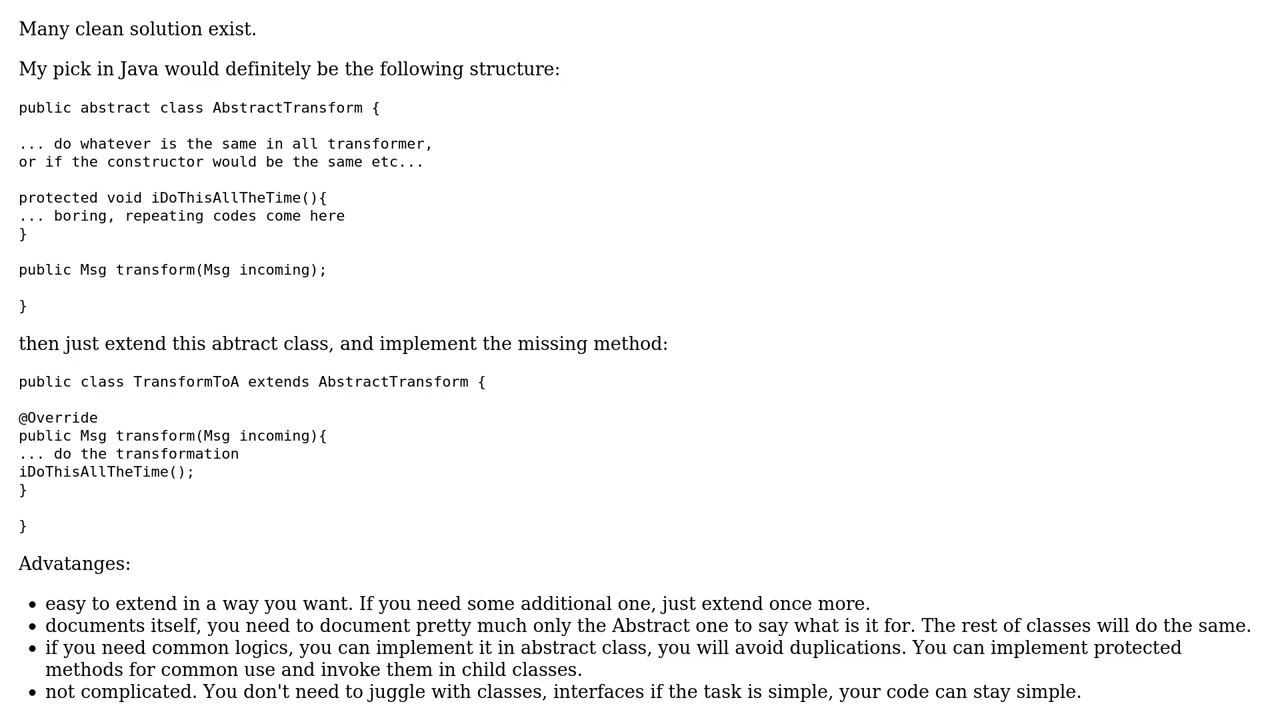 Many clean solution exist.
My pick in Java would definitely be the following structure:
public abstract class AbstractTransform {
... do whatever is the same in all transformer,
or if the constructor would be the same etc...
protected void iDoThisAllTheTime(){
... boring, repeating codes come here
}
public Msg transform(Msg incoming);
}
then just extend this abtract class, and implement the missing method:
public class TransformToA extends AbstractTransform {
@Override
public Msg transform(Msg incoming){
... do the transformation
iDoThisAllTheTime();
}
}
Advatanges:
• easy to extend in a way you want. If you need some additional one, just extend once more.
• documents itself, you need to document pretty much only the Abstract one to say what is it for. The rest of classes will do the same.
• if you need common logics, you can implement it in abstract class, you will avoid duplications. You can implement protected
methods for common use and invoke them in child classes.
• not complicated. You don't need to juggle with classes, interfaces if the task is simple, your code can stay simple.